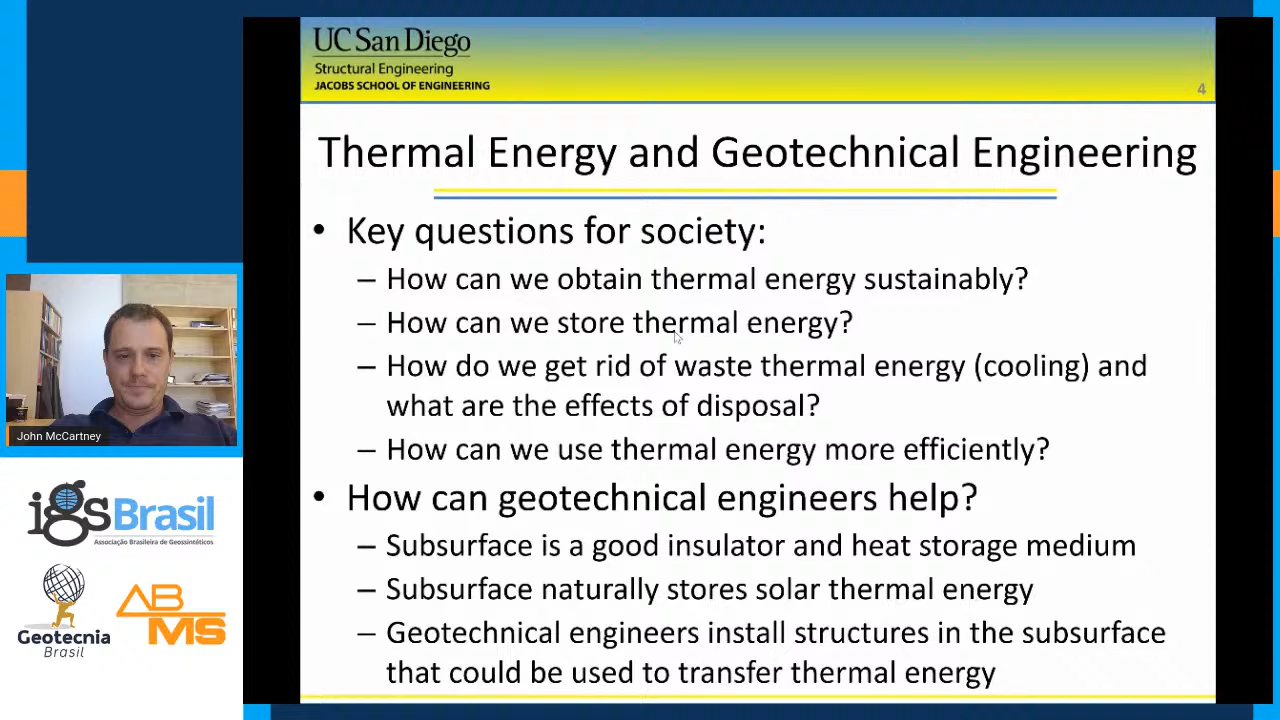 UC San Diego
Structural Engineering
JACOBS SCHOOL OF ENGINEERING
4
Thermal Energy and Geotechnical Engineering
• Key questions for society:
– How can we obtain thermal energy sustainably?
– How can we store thermal energy?
– How do we get rid of waste thermal energy (cooling) and
what are the effects of disposal?
– How can we use thermal energy more efficiently?
• How can geotechnical engineers help?
– Subsurface is a good insulator and heat storage medium
– Subsurface naturally stores solar thermal energy
– Geotechnical engineers install structures in the subsurface
that could be used to transfer thermal energy
John McCartney
igsBrasil
Associação Brasileira de Geossintéticos
Geotecnia
Brasil
ABMS